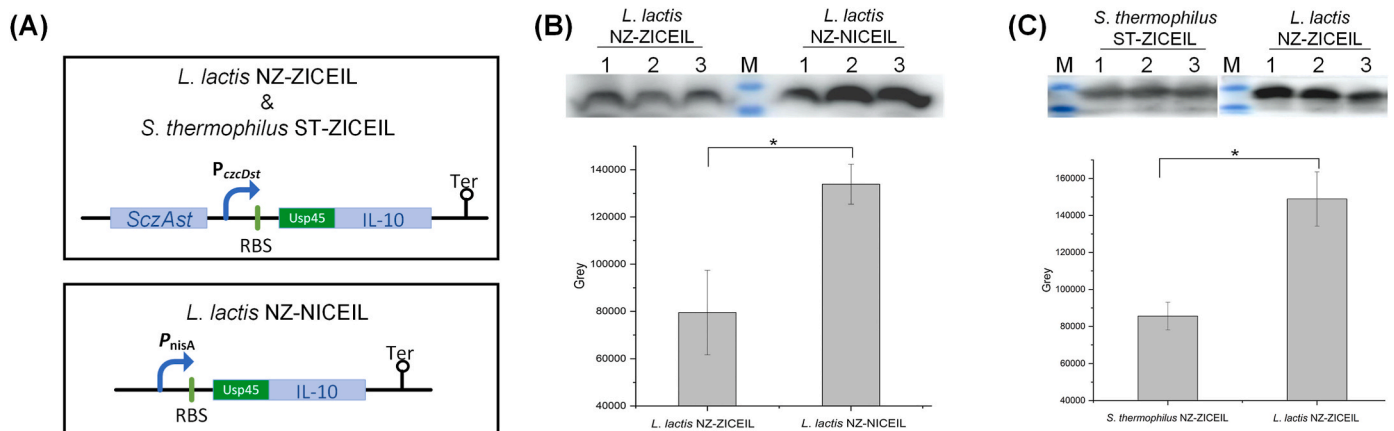 (A)
L. lactis NZ-ZICEIL
&
S. thermophilus ST-ZICEIL
PczcDst
Ter
SczAst
Usp45
IL-10
RBS
L. lactis NZ-NICEIL
PnisA
Ter
Usp45
IL-10
RBS
(B)
L. lactis
NZ-ZICEIL
L. lactis
NZ-NICEIL
1 2 3 M 1 2 3
*
140000
120000
100000
80000
60000
40000
Grey
L. lactis NZ-ZICEIL
L. lactis NZ-NICEIL
(C)
S. thermophilus
ST-ZICEIL
L. lactis
NZ-ZICEIL
M 1 2 3 M 1 2 3
*
160000
140000
120000
100000
80000
60000
40000
Grey
S. thermophilus NZ-ZICEIL
L. lactis NZ-ZICEIL